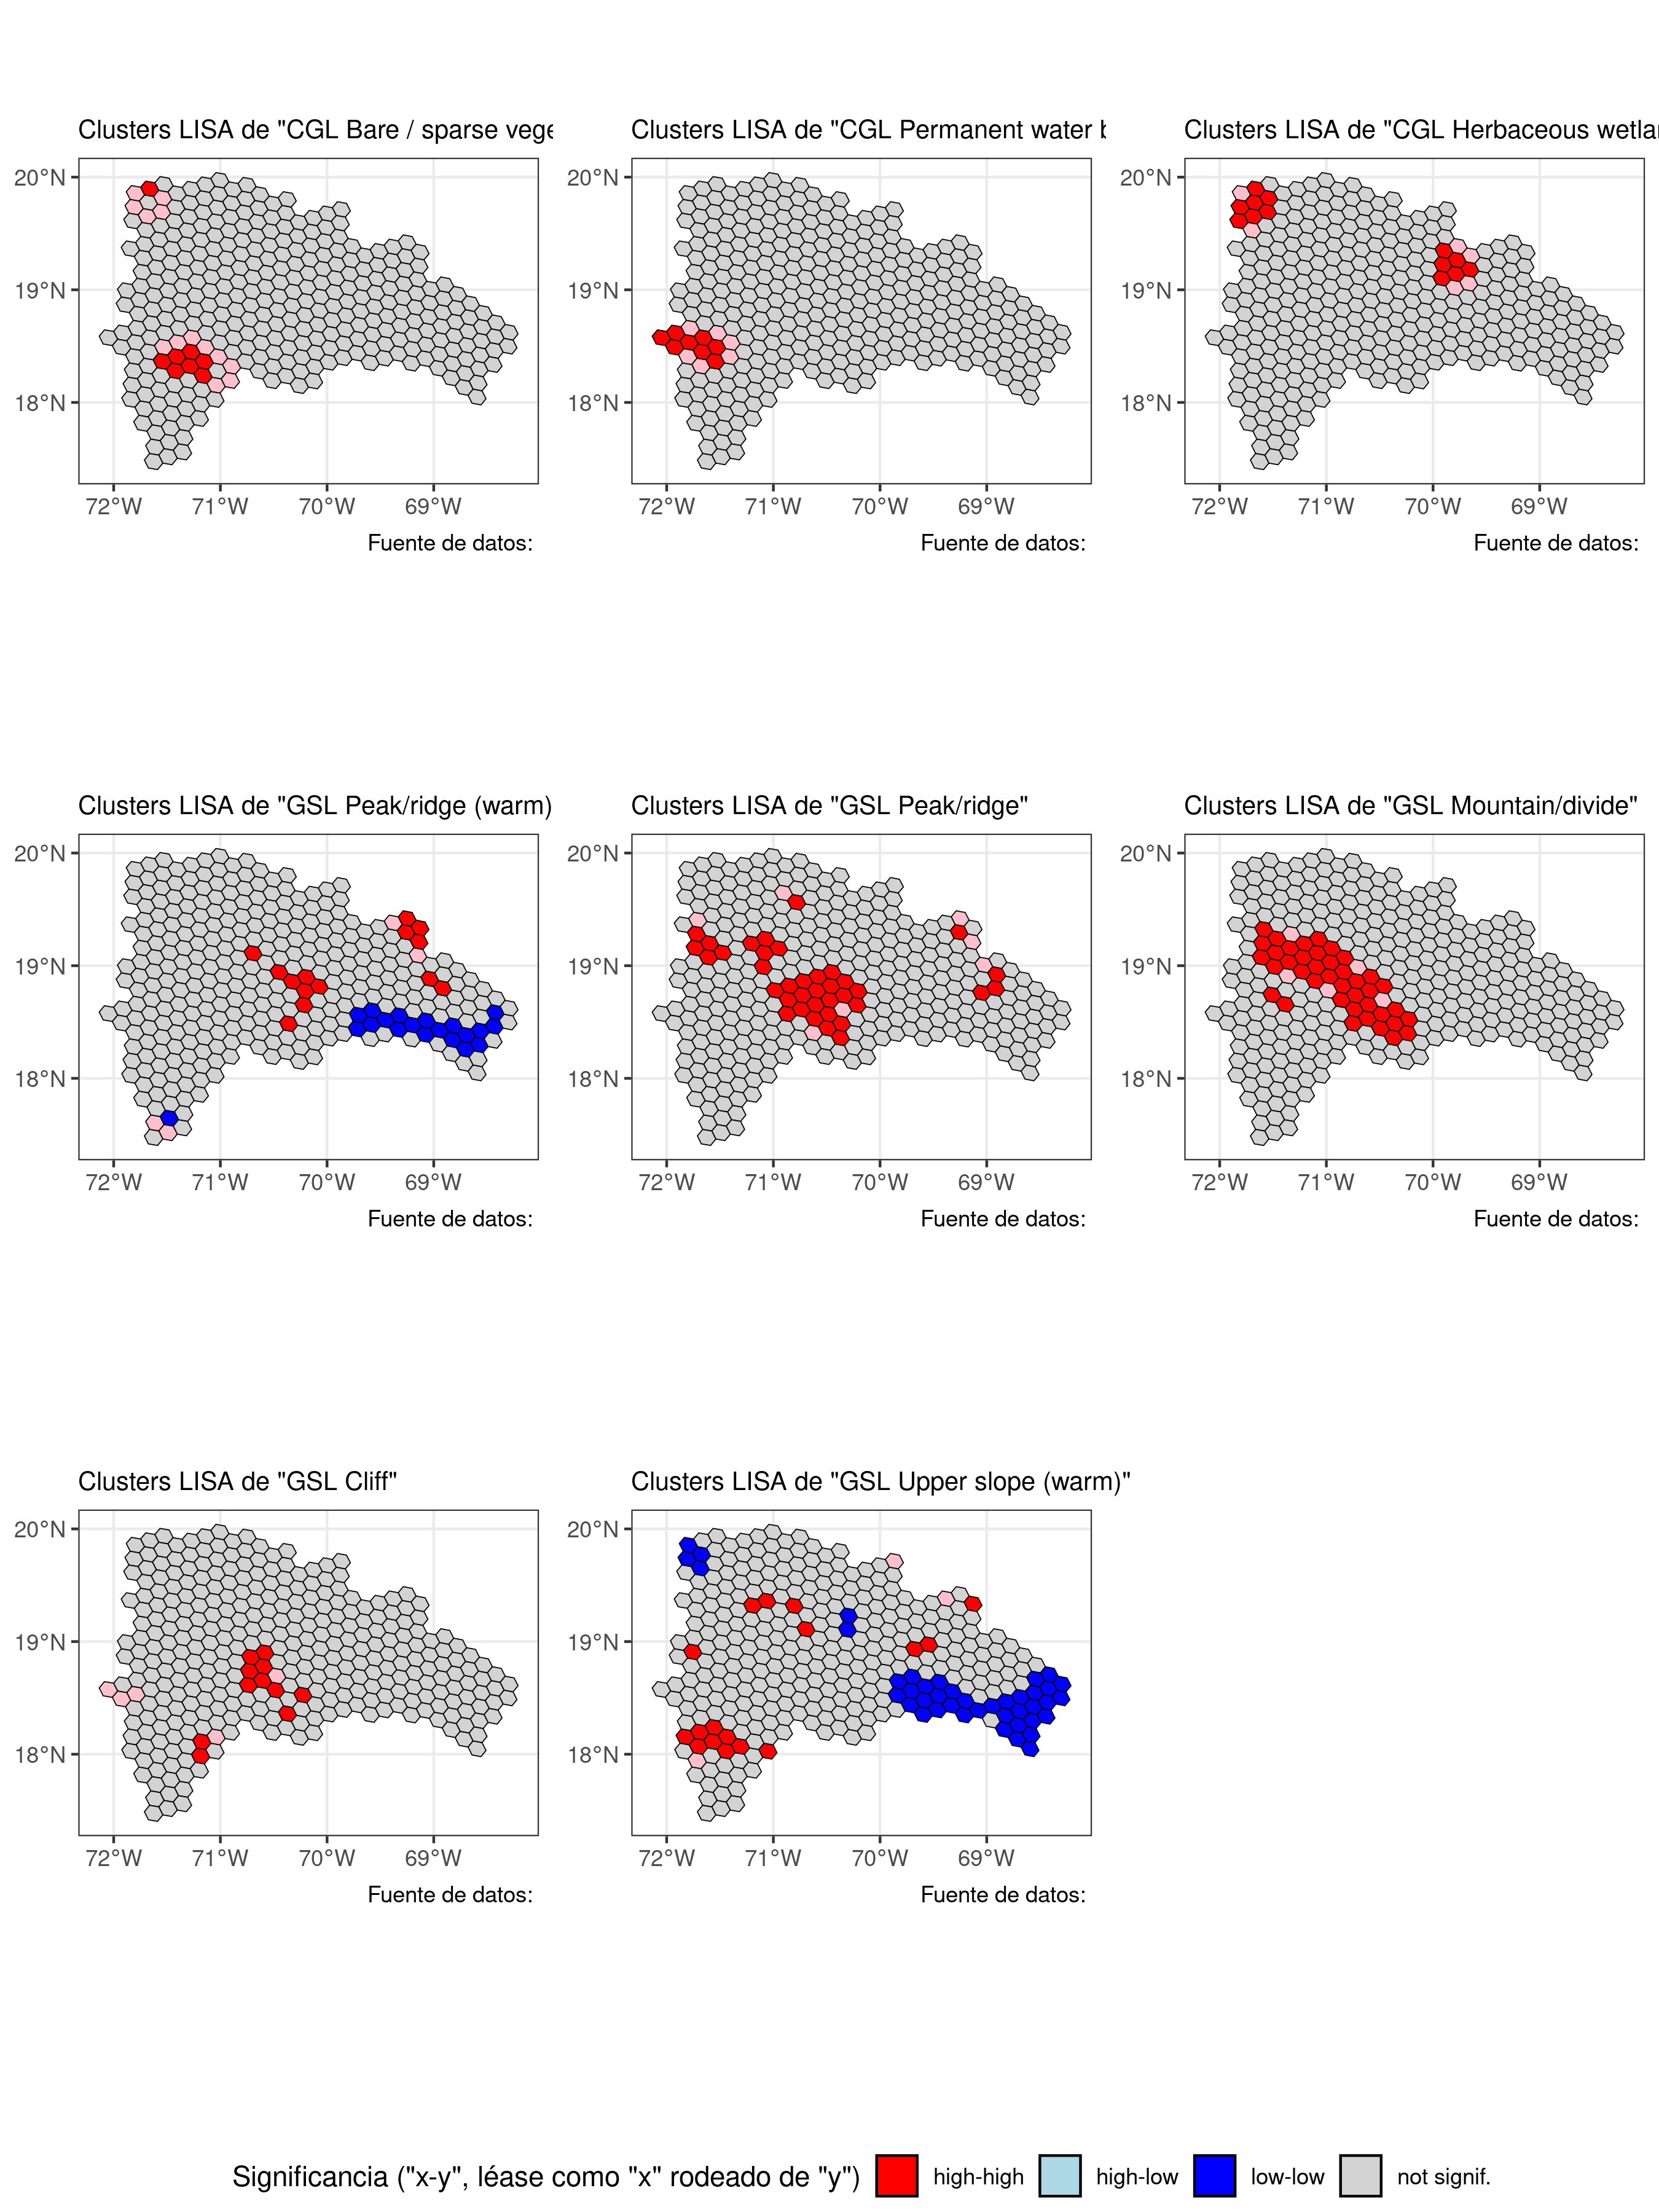 Clusters LISA de "CGL Bare / sparse vege
Clusters LISA de "CGL Permanent water b
Clusters LISA de "CGL Herbaceous wetla
20°N
19°N
18°N
72°W 71°W 70°W 69°W
Fuente de datos:
20°N
19°N
18°N
72°W 71°W 70°W 69°W
Fuente de datos:
20°N
19°N
18°N
72°W 71°W 70°W 69°W
Fuente de datos:
Clusters LISA de "GSL Peak/ridge (warm)
Clusters LISA de "GSL Peak/ridge"
Clusters LISA de "GSL Mountain/divide"
20°N
19°N
18°N
72°W 71°W 70°W 69°W
Fuente de datos:
20°N
19°N
18°N
72°W 71°W 70°W 69°W
Fuente de datos:
20°N
19°N
18°N
72°W 71°W 70°W 69°W
Fuente de datos:
Clusters LISA de "GSL Cliff"
Clusters LISA de "GSL Upper slope (warm)"
20°N
19°N
18°N
72°W 71°W 70°W 69°W
Fuente de datos:
20°N
19°N
18°N
72°W 71°W 70°W 69°W
Fuente de datos:
Significancia ("x-y", léase como "x" rodeado de "y") high-high high-low low-low not signif.